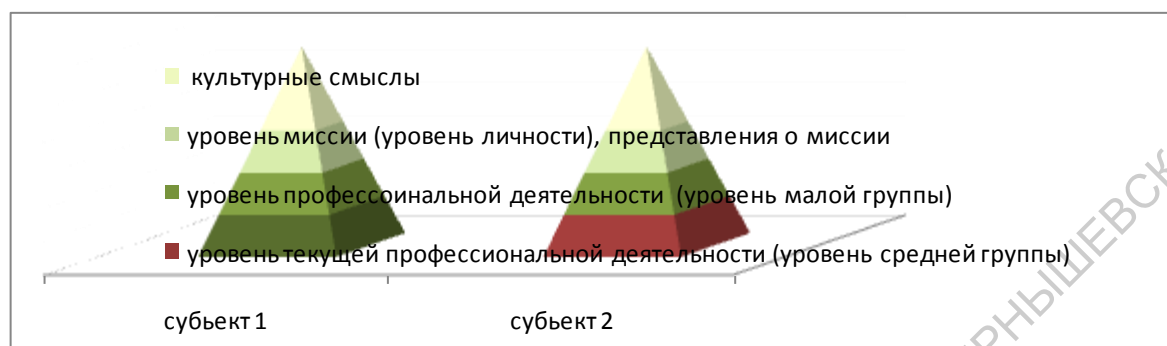 культурные смыслы
уровень миссии (уровень личности), представления о миссии
уровень профессоинальной деятельности (уровень малой группы)
уровень текущей профессиональной деятельности (уровень средней группы)
субьект 1
субьект 2